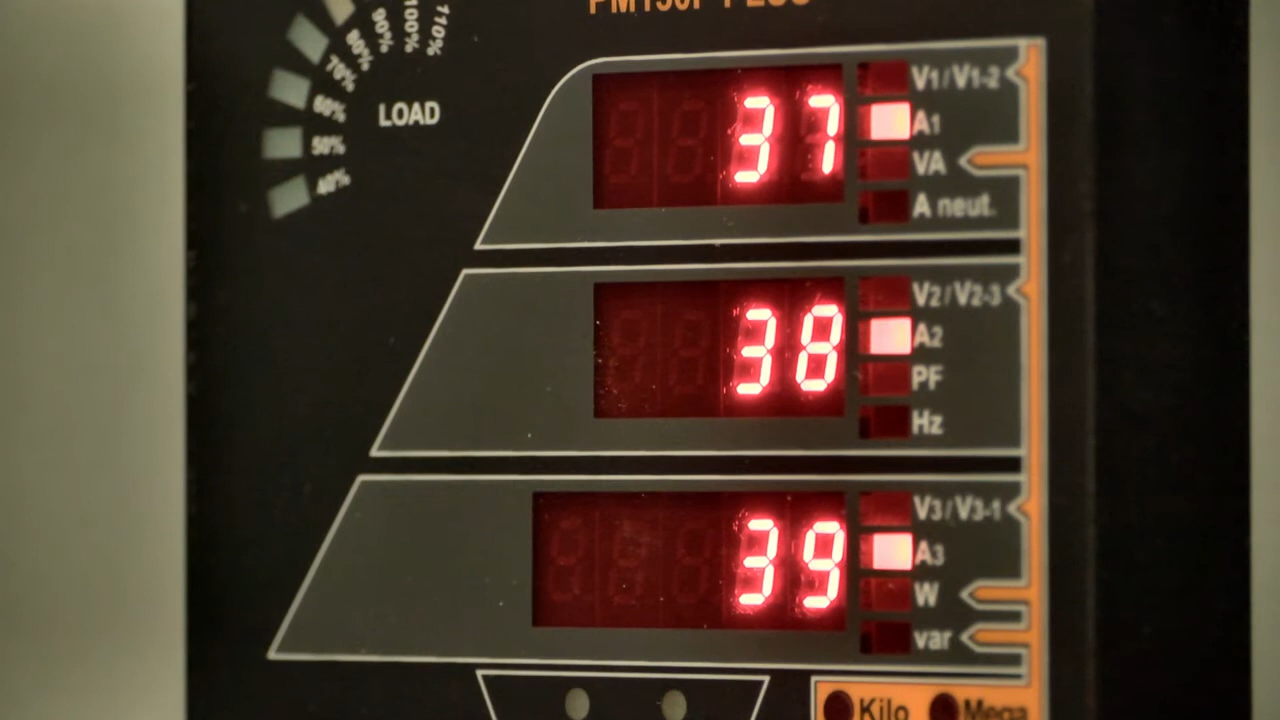 110%
100%
90%
80%
70%
60%
50%
40%
LOAD
37
V1/V1-2
A1
VA
A neut.
38
V2/V2-3
A2
PF
Hz
39
V3/V3-1
A3
W
var
Kilo
Mega